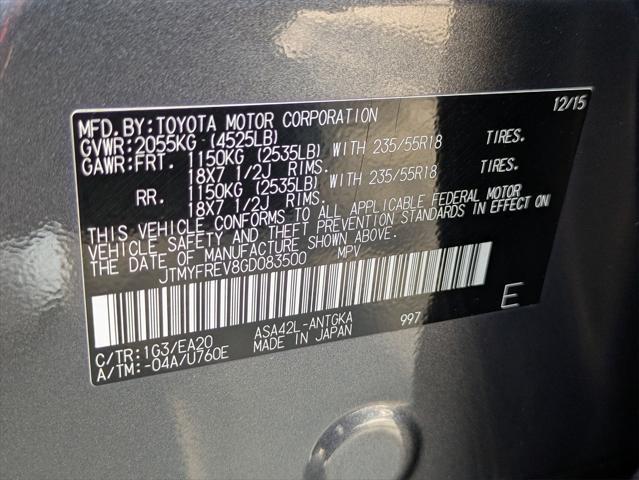 MFD.BY:TOYOTA MOTOR CORPORATION 12/15
GVWR:2055KG (4525LB)
GAWR:FRT. 1150KG (2535LB) WITH 235/55R18 TIRES.
18X7 1/2J RIMS.
RR. 1150KG (2535LB) WITH 235/55R18 TIRES.
18X7 1/2J RIMS.
THIS VEHICLE CONFORMS TO ALL APPLICABLE FEDERAL MOTOR
VEHICLE SAFETY AND THEFT PREVENTION STANDARDS IN EFFECT ON
THE DATE OF MANUFACTURE SHOWN ABOVE.
JTMYFREV8GD083500 MPV
E
C/TR:1G3/EA20 ASA42L-ANTGKA 997
A/TM:-04A/U760E MADE IN JAPAN